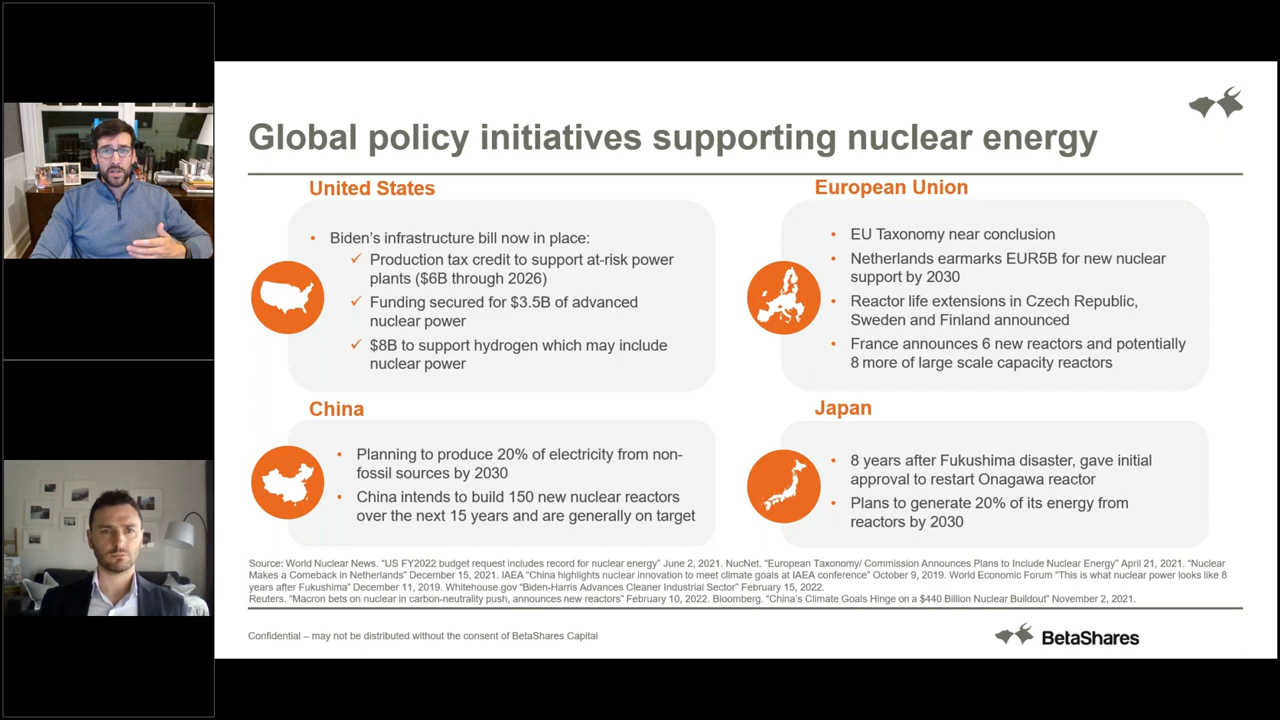 Global policy initiatives supporting nuclear energy
United States
• Biden's infrastructure bill now in place:
✓ Production tax credit to support at-risk power
plants ($6B through 2026)
✓ Funding secured for $3.5B of advanced
nuclear power
✓ $8B to support hydrogen which may include
nuclear power
European Union
• EU Taxonomy near conclusion
• Netherlands earmarks EUR5B for new nuclear
support by 2030
• Reactor life extensions in Czech Republic,
Sweden and Finland announced
• France announces 6 new reactors and potentially
8 more of large scale capacity reactors
China
• Planning to produce 20% of electricity from non-
fossil sources by 2030
• China intends to build 150 new nuclear reactors
over the next 15 years and are generally on target
Japan
• 8 years after Fukushima disaster, gave initial
approval to restart Onagawa reactor
• Plans to generate 20% of its energy from
reactors by 2030
Source: World Nuclear News. "US FY2022 budget request includes record for nuclear energy" June 2, 2021. NucNet. "European Taxonomy/ Commission Announces Plans to Include Nuclear Energy" April 21, 2021. "Nuclear
Makes a Comeback in Netherlands" December 15, 2021. IAEA "China highlights nuclear innovation to meet climate goals at IAEA conference" October 9, 2019. World Economic Forum "This is what nuclear power looks like 8
years after Fukushima" December 11, 2019. Whitehouse.gov "Biden-Harris Advances Cleaner Industrial Sector" February 15, 2022.
Reuters. "Macron bets on nuclear in carbon-neutrality push, announces new reactors" February 10, 2022. Bloomberg. "China's Climate Goals Hinge on a $440 Billion Nuclear Buildout" November 2, 2021.
Confidential – may not be distributed without the consent of BetaShares Capital
BetaShares